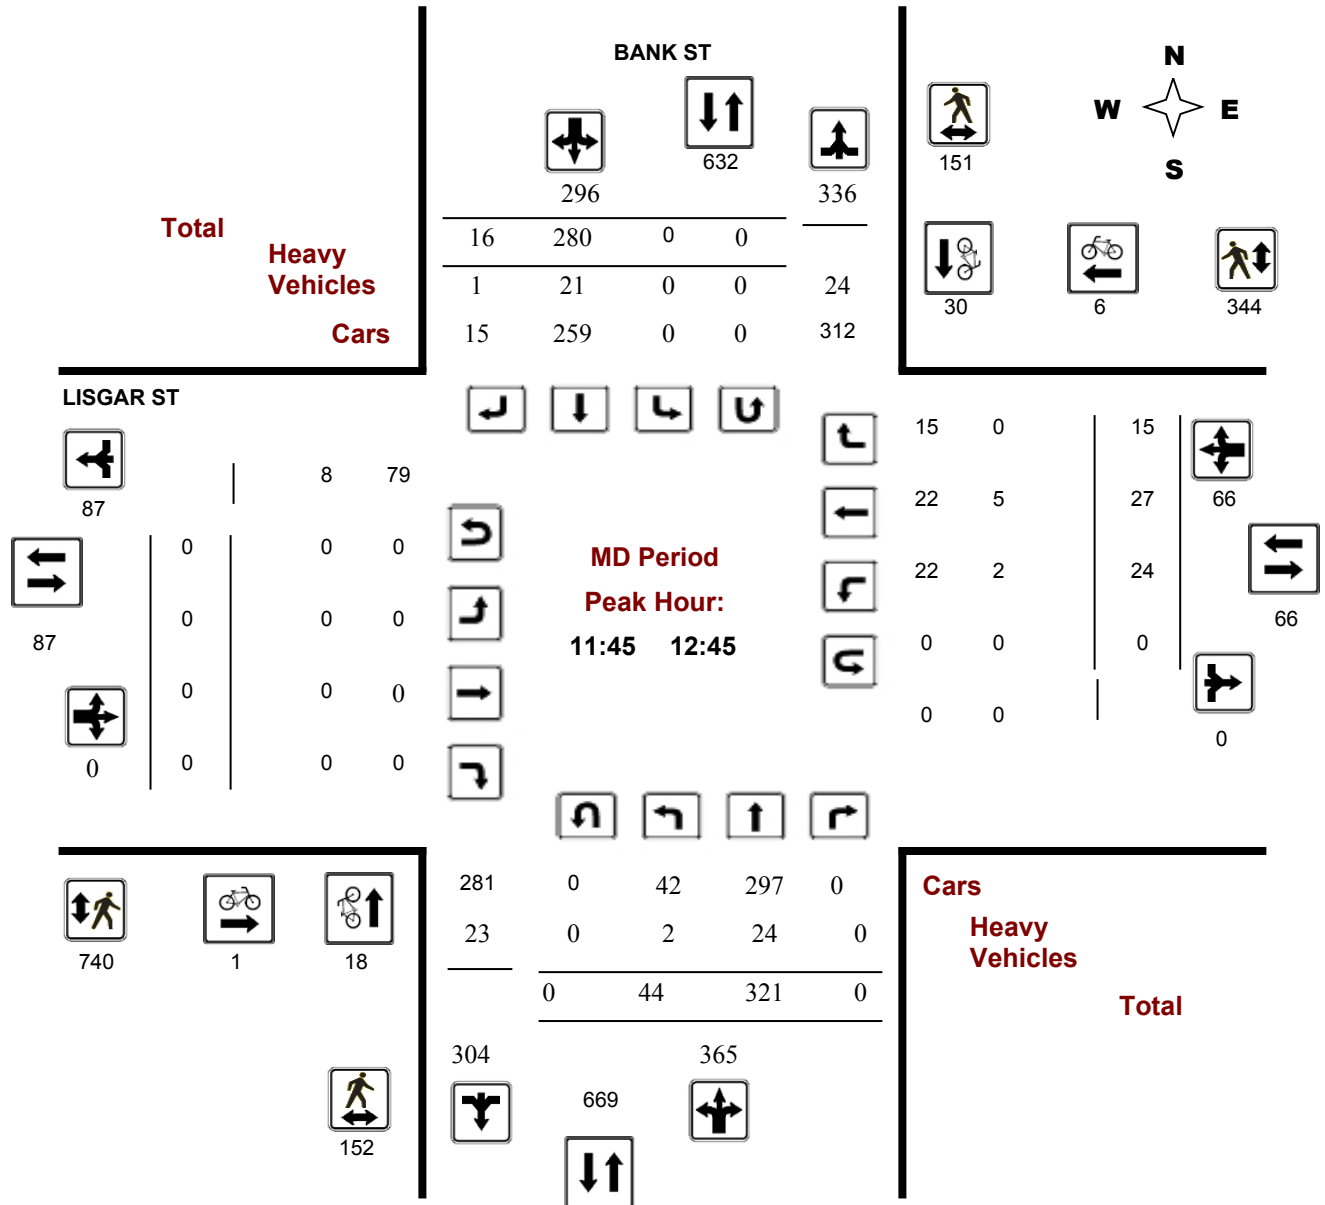 BANK ST
N
W E
S
632
151
296 336
Total
16 280 0 0
Heavy
Vehicles
1 21 0 0 24
30 6 344
Cars
15 259 0 0 312
LISGAR ST
15 0 15
8 79
87
66
22 5 27
0 0 0
MD Period
22 2 24
Peak Hour:
0 0 0
66
87
11:45 12:45
0 0 0
0 0 0
0 0
0
0 0 0 0
281 0 42 297 0
Cars
23 0 2 24 0
Heavy
Vehicles
740 1 18
0 44 321 0
Total
304 365
669
152